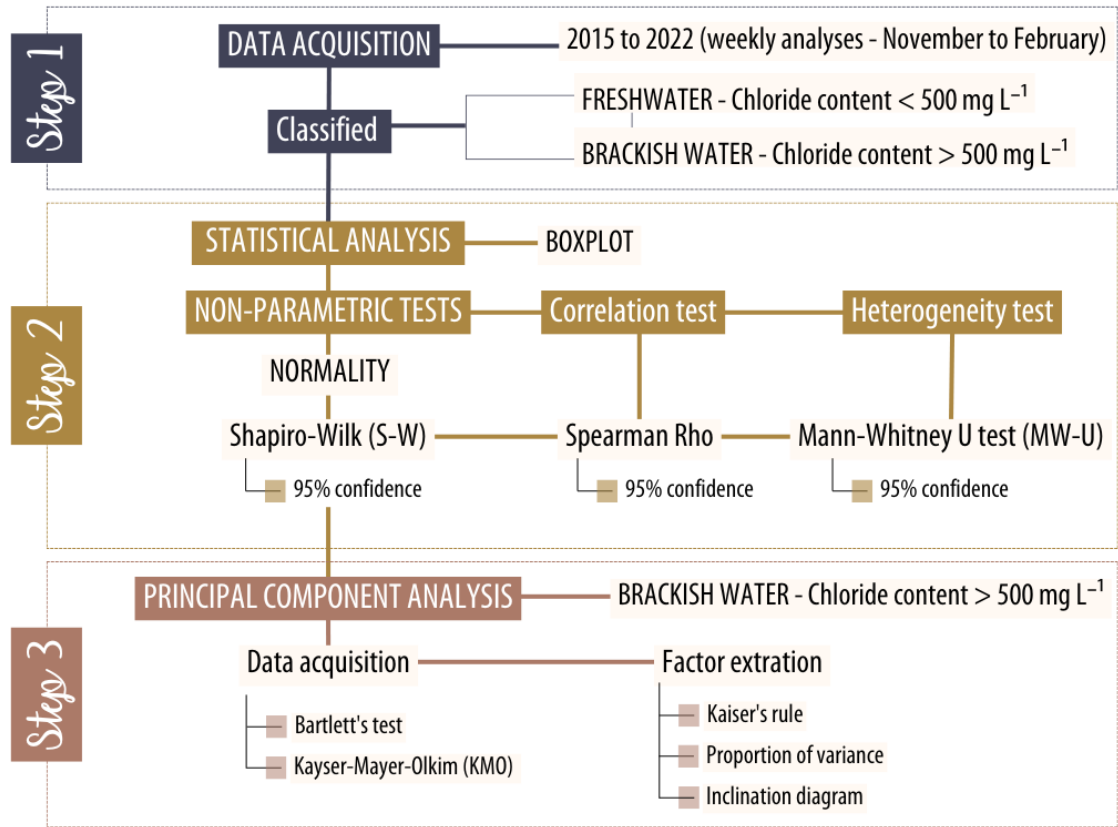 Step 1
DATA ACQUISITION
2015 to 2022 (weekly analyses - November to February)
Classified
FRESHWATER - Chloride content < 500 mg L⁻¹
BRACKISH WATER - Chloride content > 500 mg L⁻¹
Step 2
STATISTICAL ANALYSIS
BOXPLOT
NON-PARAMETRIC TESTS
Correlation test
Heterogeneity test
NORMALITY
Shapiro-Wilk (S-W)
Spearman Rho
Mann-Whitney U test (MW-U)
95% confidence
95% confidence
95% confidence
Step 3
PRINCIPAL COMPONENT ANALYSIS
BRACKISH WATER - Chloride content > 500 mg L⁻¹
Data acquisition
Factor extration
Bartlett's test
Kayser-Mayer-Olkim (KMO)
Kaiser's rule
Proportion of variance
Inclination diagram